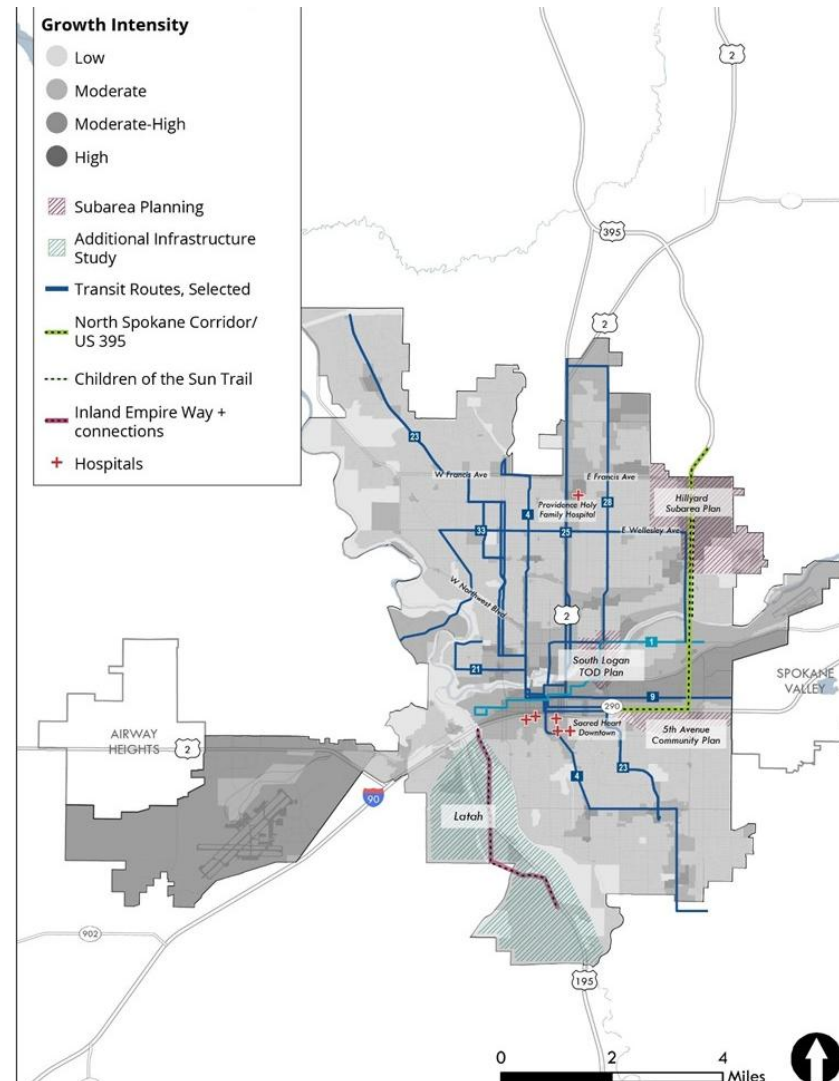 Growth Intensity
Low
Moderate
Moderate-High
High
Subarea Planning
Additional Infrastructure
Study
Transit Routes, Selected
North Spokane Corridor/
US 395
Children of the Sun Trail
Inland Empire Way +
connections
Hospitals
2
395
2
23
W Francis Ave
E Francis Ave
4
Providence Holy
Family Hospital
28
Hillyard
Subarea Plan
33
25
E Wellesley Ave
W Northwest Blvd
2
1
21
South Logan
TOD Plan
SPOKANE
VALLEY
9
290
AIRWAY
HEIGHTS
2
Sacred Heart
Downtown
5th Avenue
Community Plan
4
23
90
Latah
902
195
0 2 4
Miles